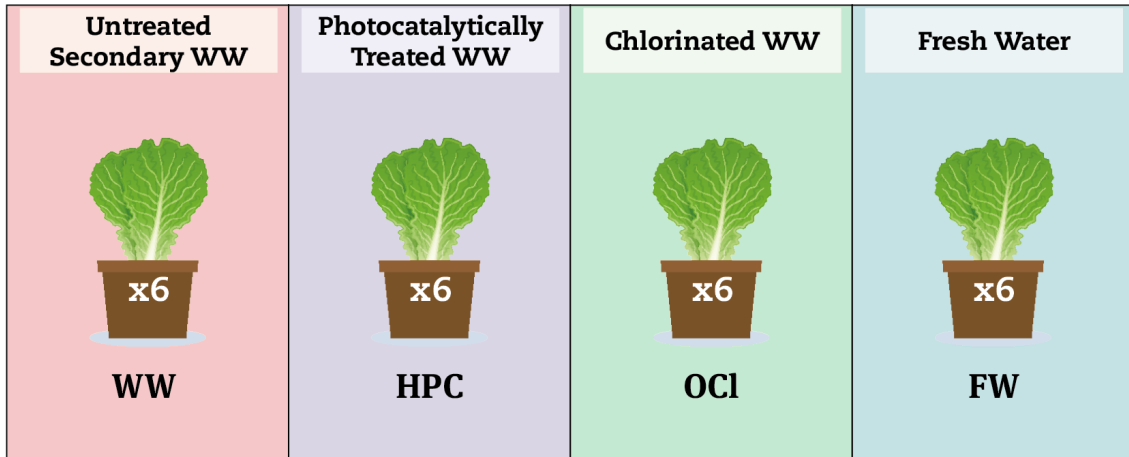 Untreated
Secondary WW
Photocatalytically
Treated WW
Chlorinated WW
Fresh Water
x6
x6
x6
x6
WW
HPC
OCl
FW